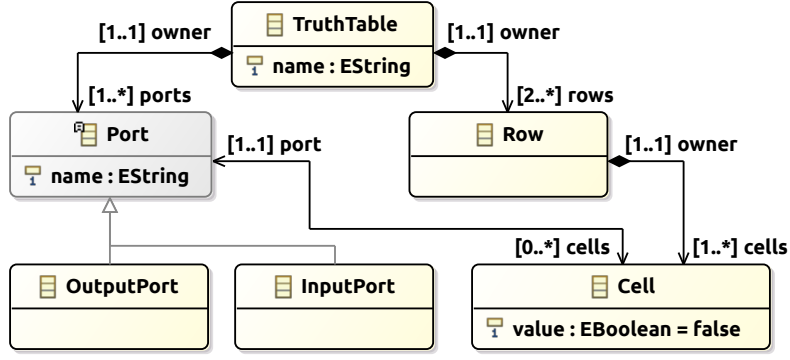 TruthTable
[1..1] owner
[1..1] owner
name : EString
[1..*] ports
[2..*] rows
Port
[1..1] port
Row
[1..1] owner
name : EString
[0..*] cells
[1..*] cells
OutputPort
InputPort
Cell
value : EBoolean = false